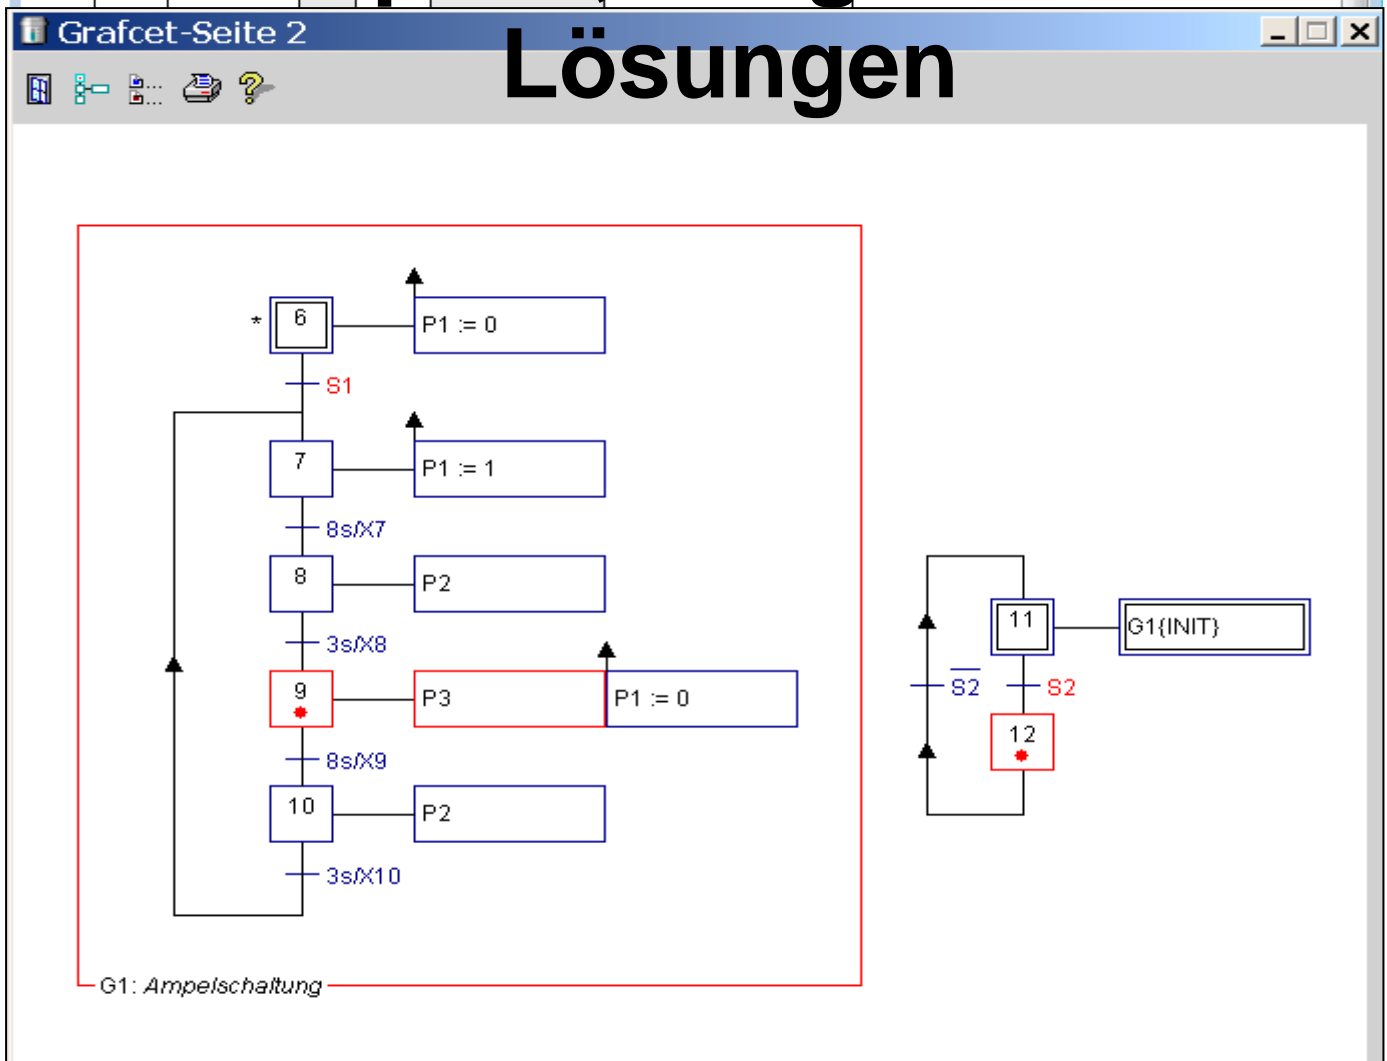 Grafcet-Seite 2
Lösungen
* 6 P1 := 0
S1
7 P1 := 1
8s/X7
8 P2
3s/X8
9 P3 P1 := 0
8s/X9
10 P2
3s/X10
G1: Ampelschaltung
11 G1{INIT}
S̅2̅ S2
12